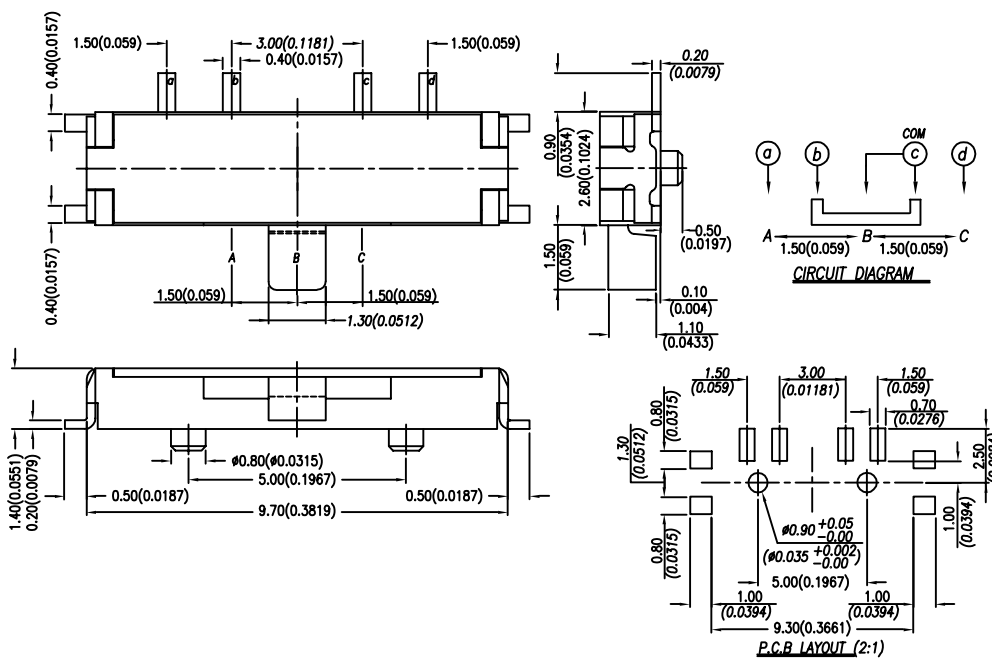 1.50(0.059)
3.00(0.1181)
0.40(0.0157)
1.50(0.059)
0.40(0.0157)
a
b
c
d
0.40(0.0157)
A
B
C
1.50(0.059)
1.50(0.059)
1.30(0.0512)
0.20
(0.0079)
0.90
(0.0354)
2.60(0.1024)
1.50
(0.059)
0.50
(0.0197)
0.10
(0.004)
1.10
(0.0433)
COM
a
b
c
d
A
B
C
1.50(0.059)
1.50(0.059)
CIRCUIT DIAGRAM
1.40(0.0551)
0.20(0.0079)
ø0.80(ø0.0315)
5.00(0.1967)
0.50(0.0187)
0.50(0.0187)
9.70(0.3819)
1.50
(0.059)
3.00
(0.01181)
1.50
(0.059)
0.70
(0.0276)
0.80
(0.0315)
1.30
(0.0512)
2.50
1.00
(0.0394)
0.80
(0.0315)
ø0.90 +0.05
-0.00
(ø0.035 +0.002
-0.00 )
5.00(0.1967)
1.00
(0.0394)
1.00
(0.0394)
9.30(0.3661)
P.C.B LAYOUT (2:1)